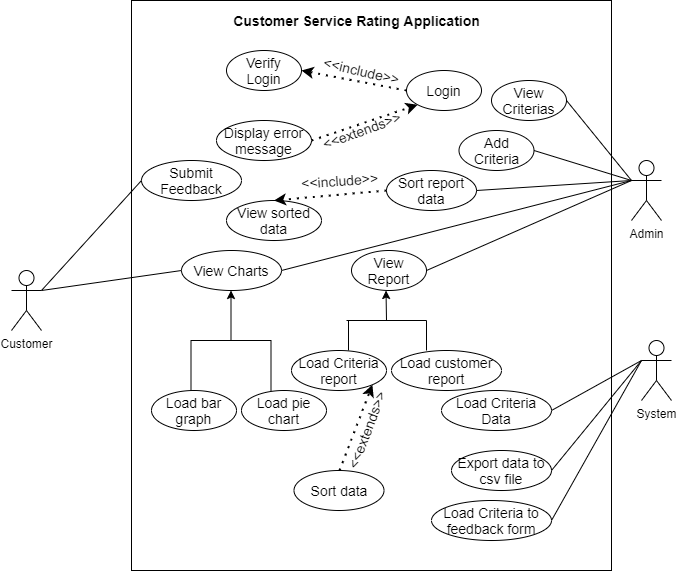 Customer Service Rating Application
Verify
Login
<<include>>
Login
View
Criterias
Display error
message
<<extends>>
Add
Criteria
Submit
Feedback
<<include>>
Sort report
data
View sorted
data
Admin
View Charts
View
Report
Customer
Load Criteria
report
Load customer
report
Load bar
graph
Load pie
chart
<<extends>>
Load Criteria
Data
System
Export data to
csv file
Sort data
Load Criteria to
feedback form